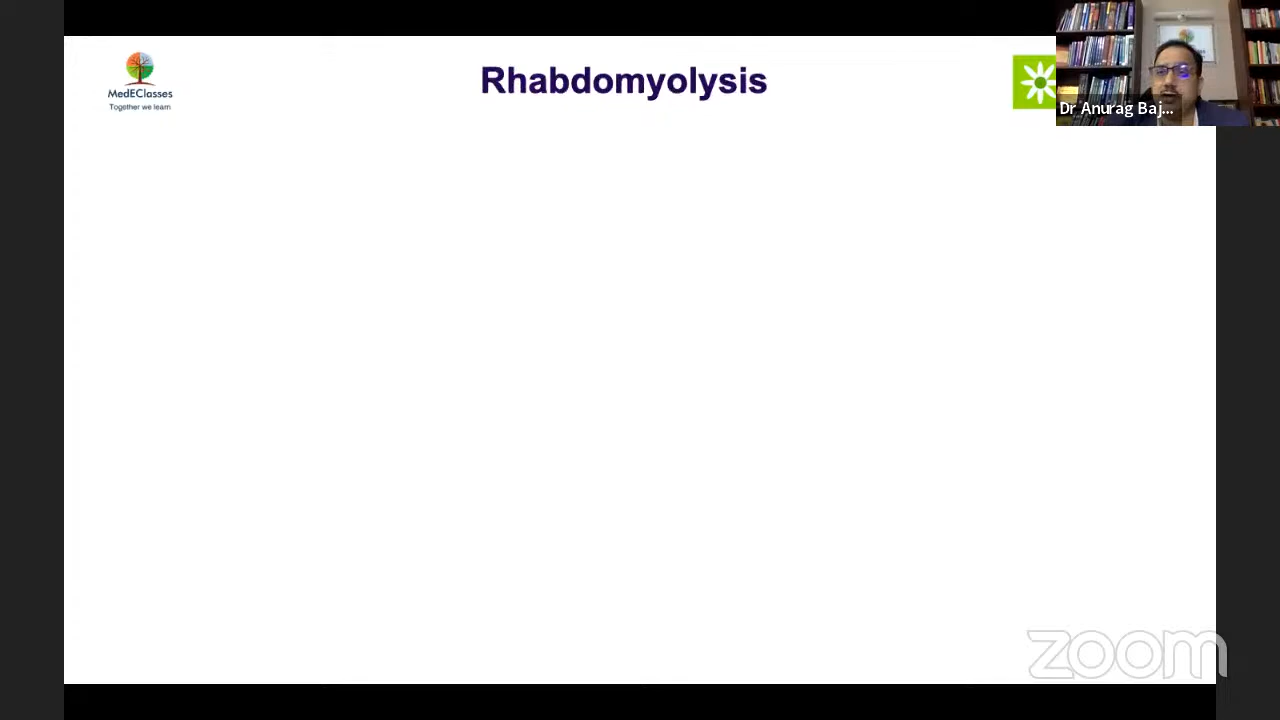 Rhabdomyolysis
MedEClasses
Together we learn
Dr Anurag Baj...
zoom